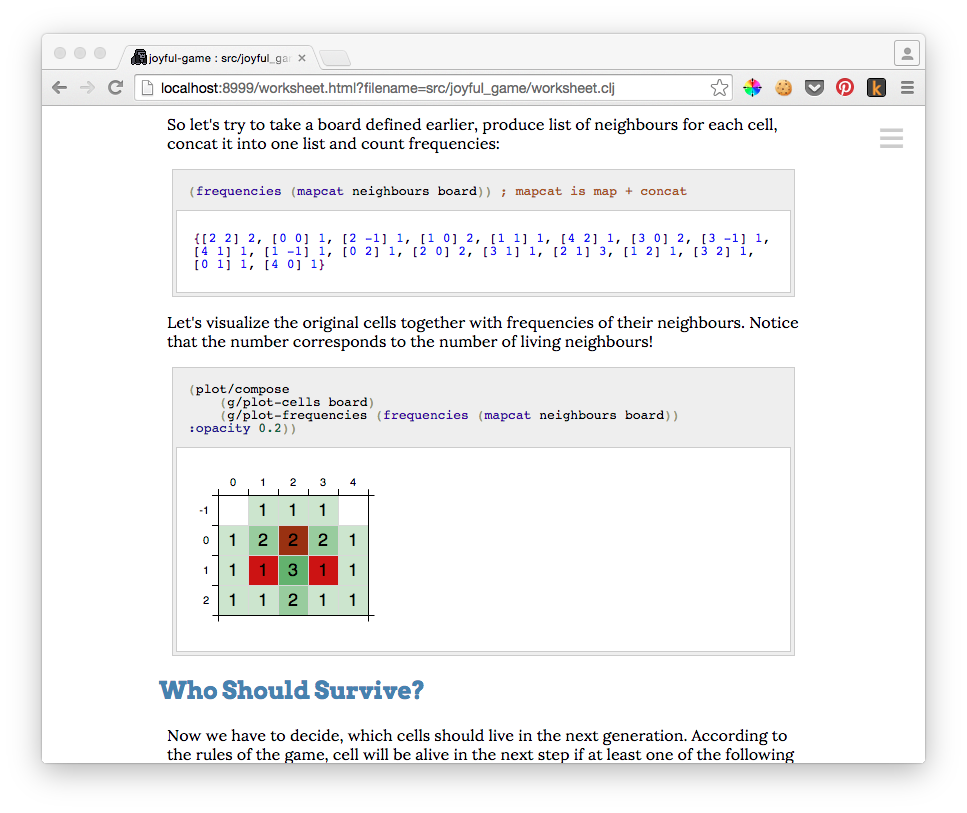 joyful-game : src/joyful_ga
localhost:8999/worksheet.html?filename=src/joyful_game/worksheet.clj
k
So let's try to take a board defined earlier, produce list of neighbours for each cell,
concat it into one list and count frequencies:
(frequencies (mapcat neighbours board)) ; mapcat is map + concat
{[2 2] 2, [0 0] 1, [2 -1] 1, [1 0] 2, [1 1] 1, [4 2] 1, [3 0] 2, [3 -1] 1,
[4 1] 1, [1 -1] 1, [0 2] 1, [2 0] 2, [3 1] 1, [2 1] 3, [1 2] 1, [3 2] 1,
[0 1] 1, [4 0] 1}
Let's visualize the original cells together with frequencies of their neighbours. Notice
that the number corresponds to the number of living neighbours!
(plot/compose
(g/plot-cells board)
(g/plot-frequencies (frequencies (mapcat neighbours board))
:opacity 0.2))
0 1 2 3 4
-1 1 1 1
0 1 2 2 2 1
1 1 1 3 1 1
2 1 1 2 1 1
Who Should Survive?
Now we have to decide, which cells should live in the next generation. According to
the rules of the game, cell will be alive in the next step if at least one of the following